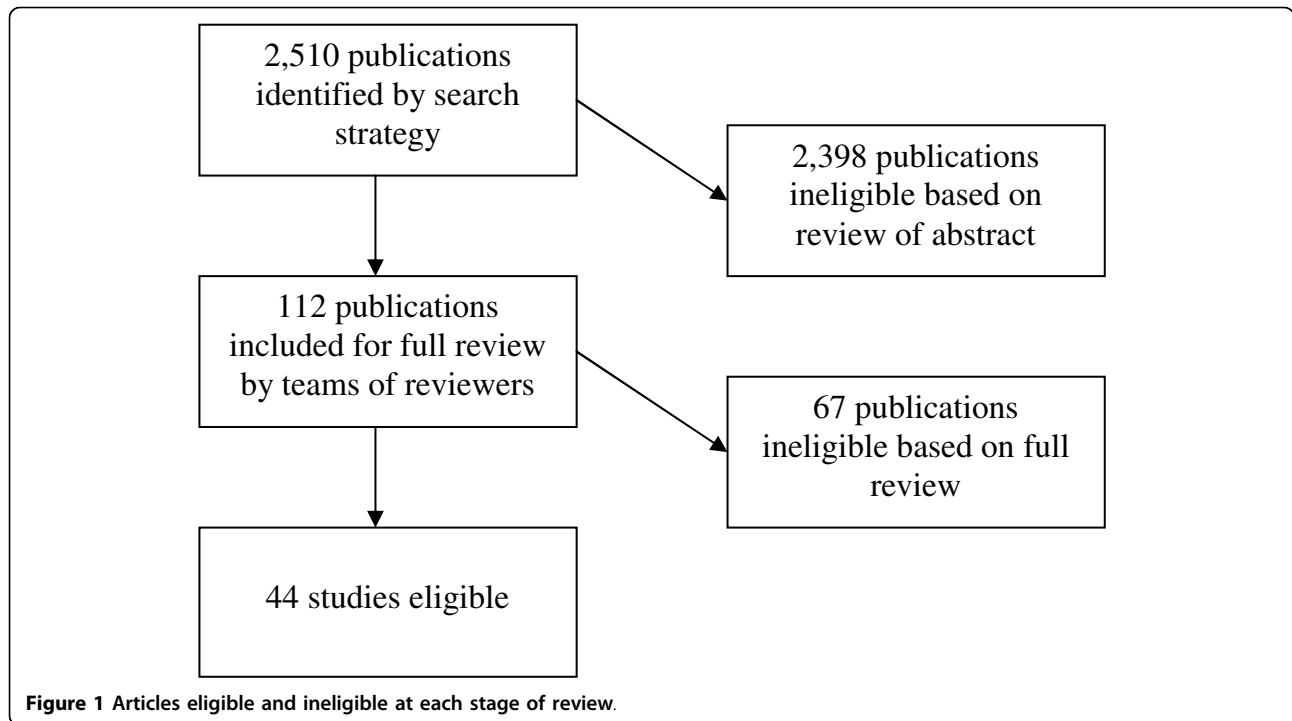 2,510 publications
identified by search
strategy
2,398 publications
ineligible based on
review of abstract
112 publications
included for full review
by teams of reviewers
67 publications
ineligible based on full
review
44 studies eligible
Figure 1 Articles eligible and ineligible at each stage of review.